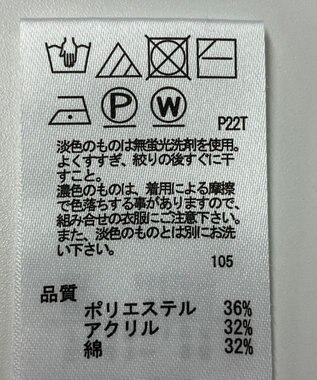 P
W
P22T
淡色のものは無蛍光洗剤を使用。
よくすすぎ、絞りの後すぐに干
すこと。
濃色のものは、着用による摩擦
で色落ちする事がありますので、
組み合せの衣服にご注意下さい。
また、淡色のものとは別にお洗
い下さい。
105
品質
ポリエステル 36%
アクリル 32%
綿 32%